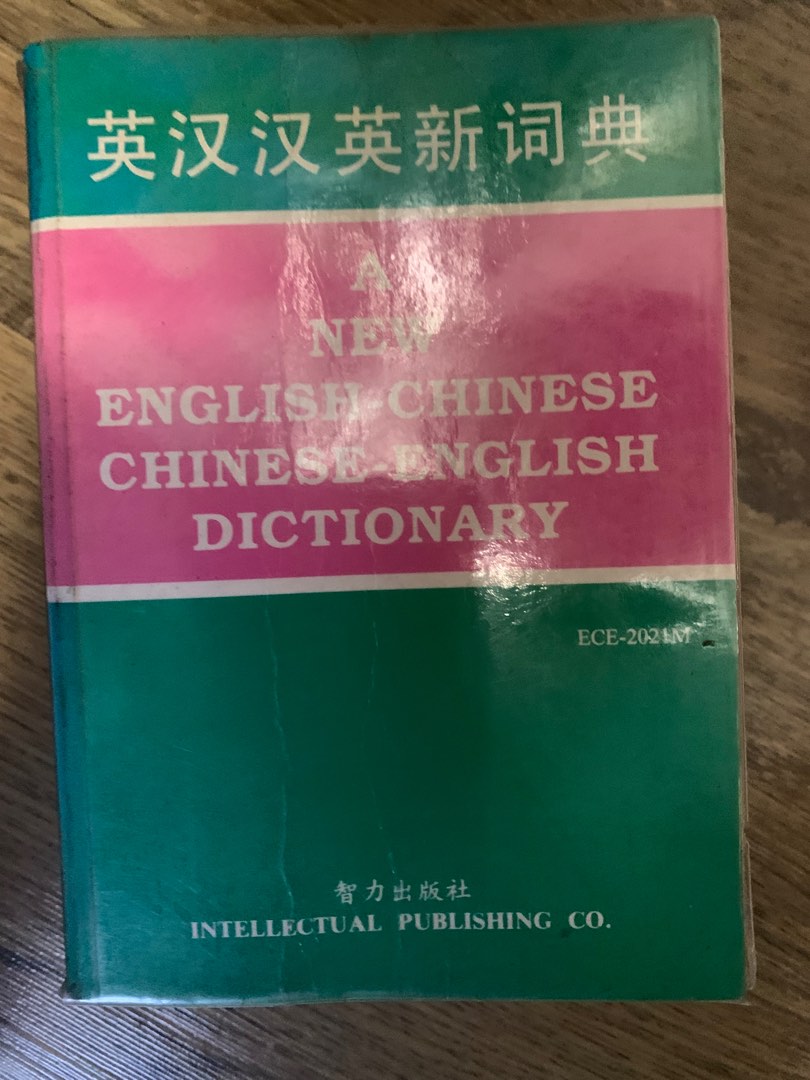 英汉汉英新词典
A
NEW
ENGLISH-CHINESE
CHINESE-ENGLISH
DICTIONARY
ECE-2021M
智力出版社
INTELLECTUAL PUBLISHING CO.